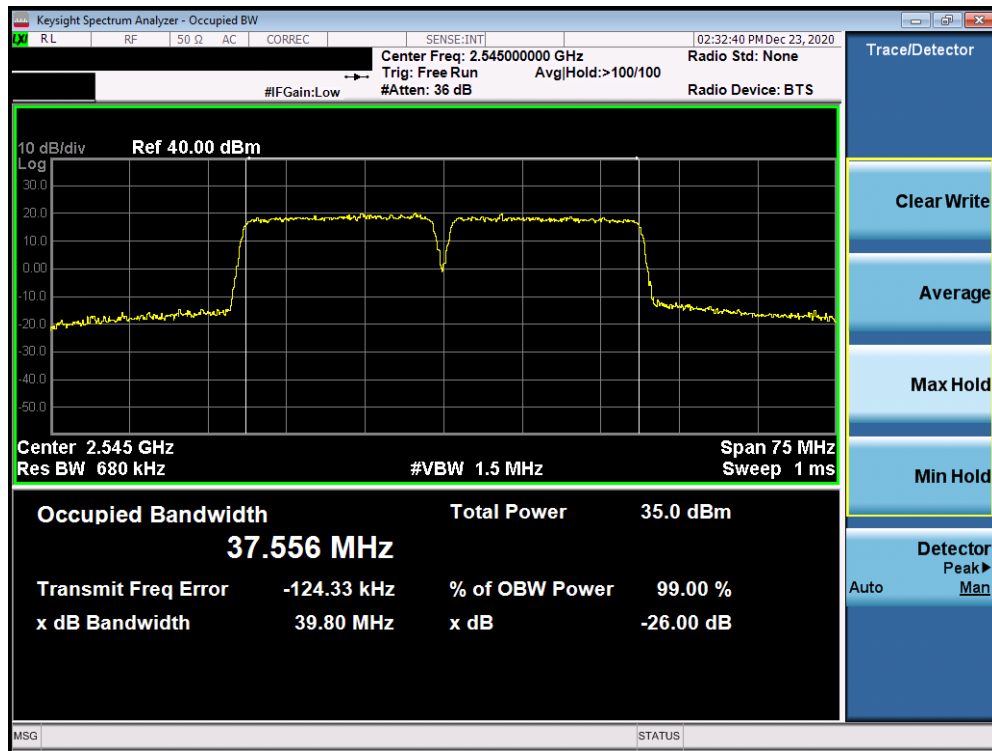 Keysight Spectrum Analyzer - Occupied BW
LXI RL RF 50 Ω AC CORREC SENSE:INT 02:32:40 PM Dec 23, 2020
Center Freq: 2.545000000 GHz Radio Std: None
Trig: Free Run Avg|Hold:>100/100
#IFGain:Low #Atten: 36 dB Radio Device: BTS
10 dB/div Ref 40.00 dBm
Log
30.0
20.0
10.0
0.00
-10.0
-20.0
-30.0
-40.0
-50.0
Center 2.545 GHz Span 75 MHz
Res BW 680 kHz #VBW 1.5 MHz Sweep 1 ms
Occupied Bandwidth Total Power 35.0 dBm
37.556 MHz
Transmit Freq Error -124.33 kHz % of OBW Power 99.00 %
x dB Bandwidth 39.80 MHz x dB -26.00 dB
MSG STATUS
Trace/Detector
Clear Write
Average
Max Hold
Min Hold
Detector
Peak▶
Auto Man